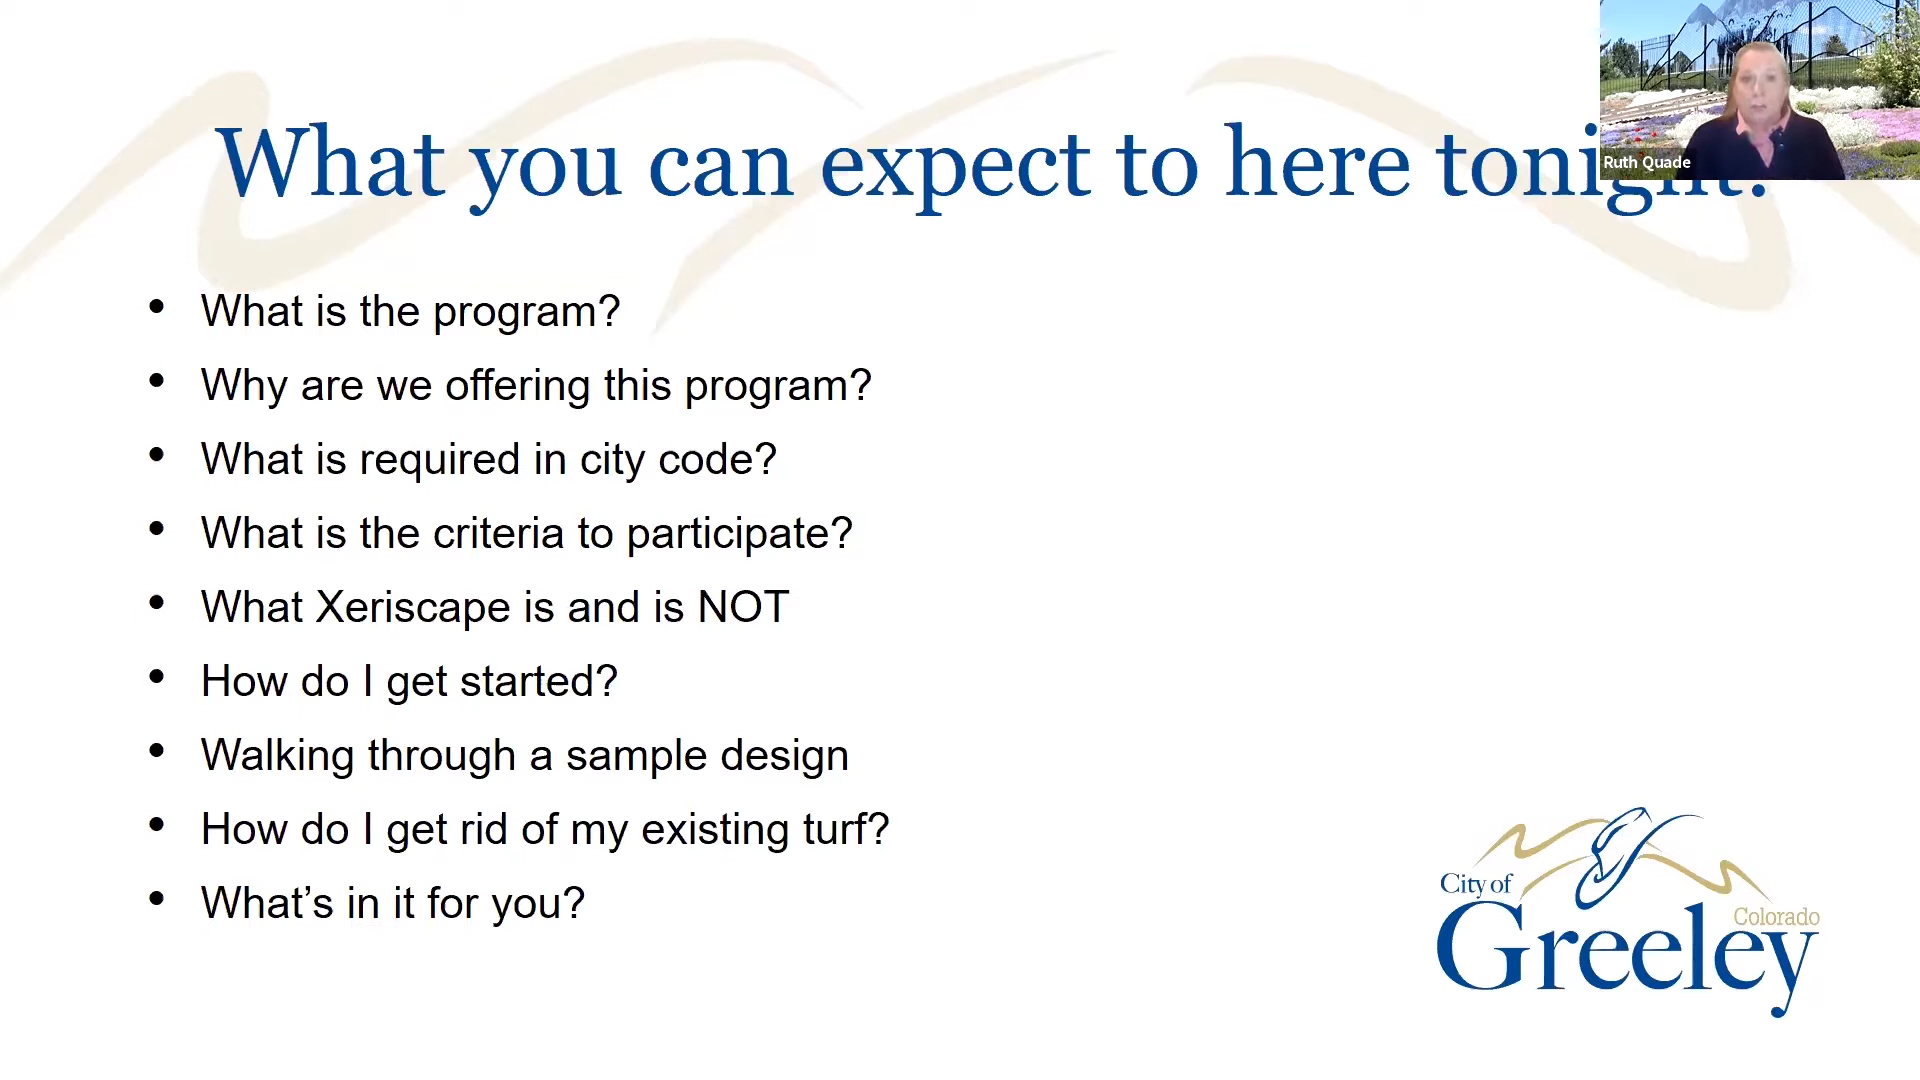 What you can expect to here tonight?
Ruth Quade
• What is the program?
• Why are we offering this program?
• What is required in city code?
• What is the criteria to participate?
• What Xeriscape is and is NOT
• How do I get started?
• Walking through a sample design
• How do I get rid of my existing turf?
• What’s in it for you?
City of
Colorado
Greeley